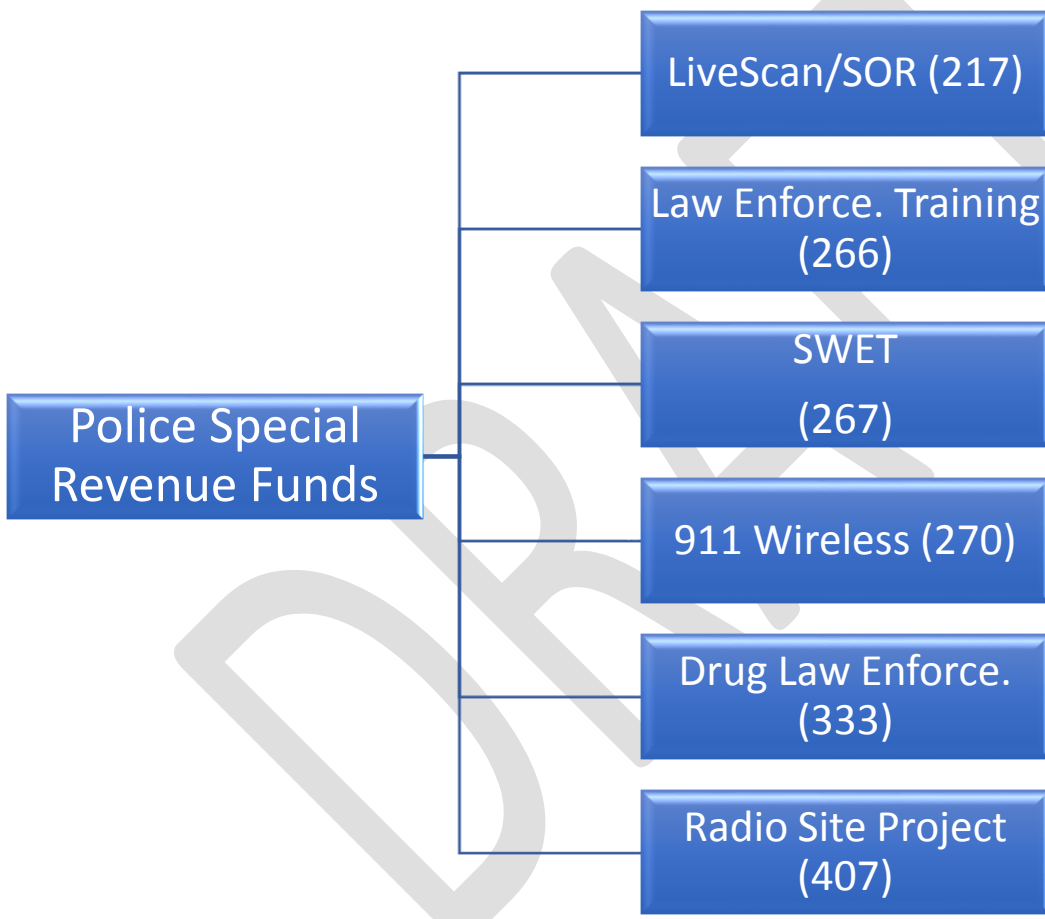 LiveScan/SOR (217)
Law Enforce. Training
(266)
SWET
(267)
Police Special
Revenue Funds
911 Wireless (270)
Drug Law Enforce.
(333)
Radio Site Project
(407)
DRAFT